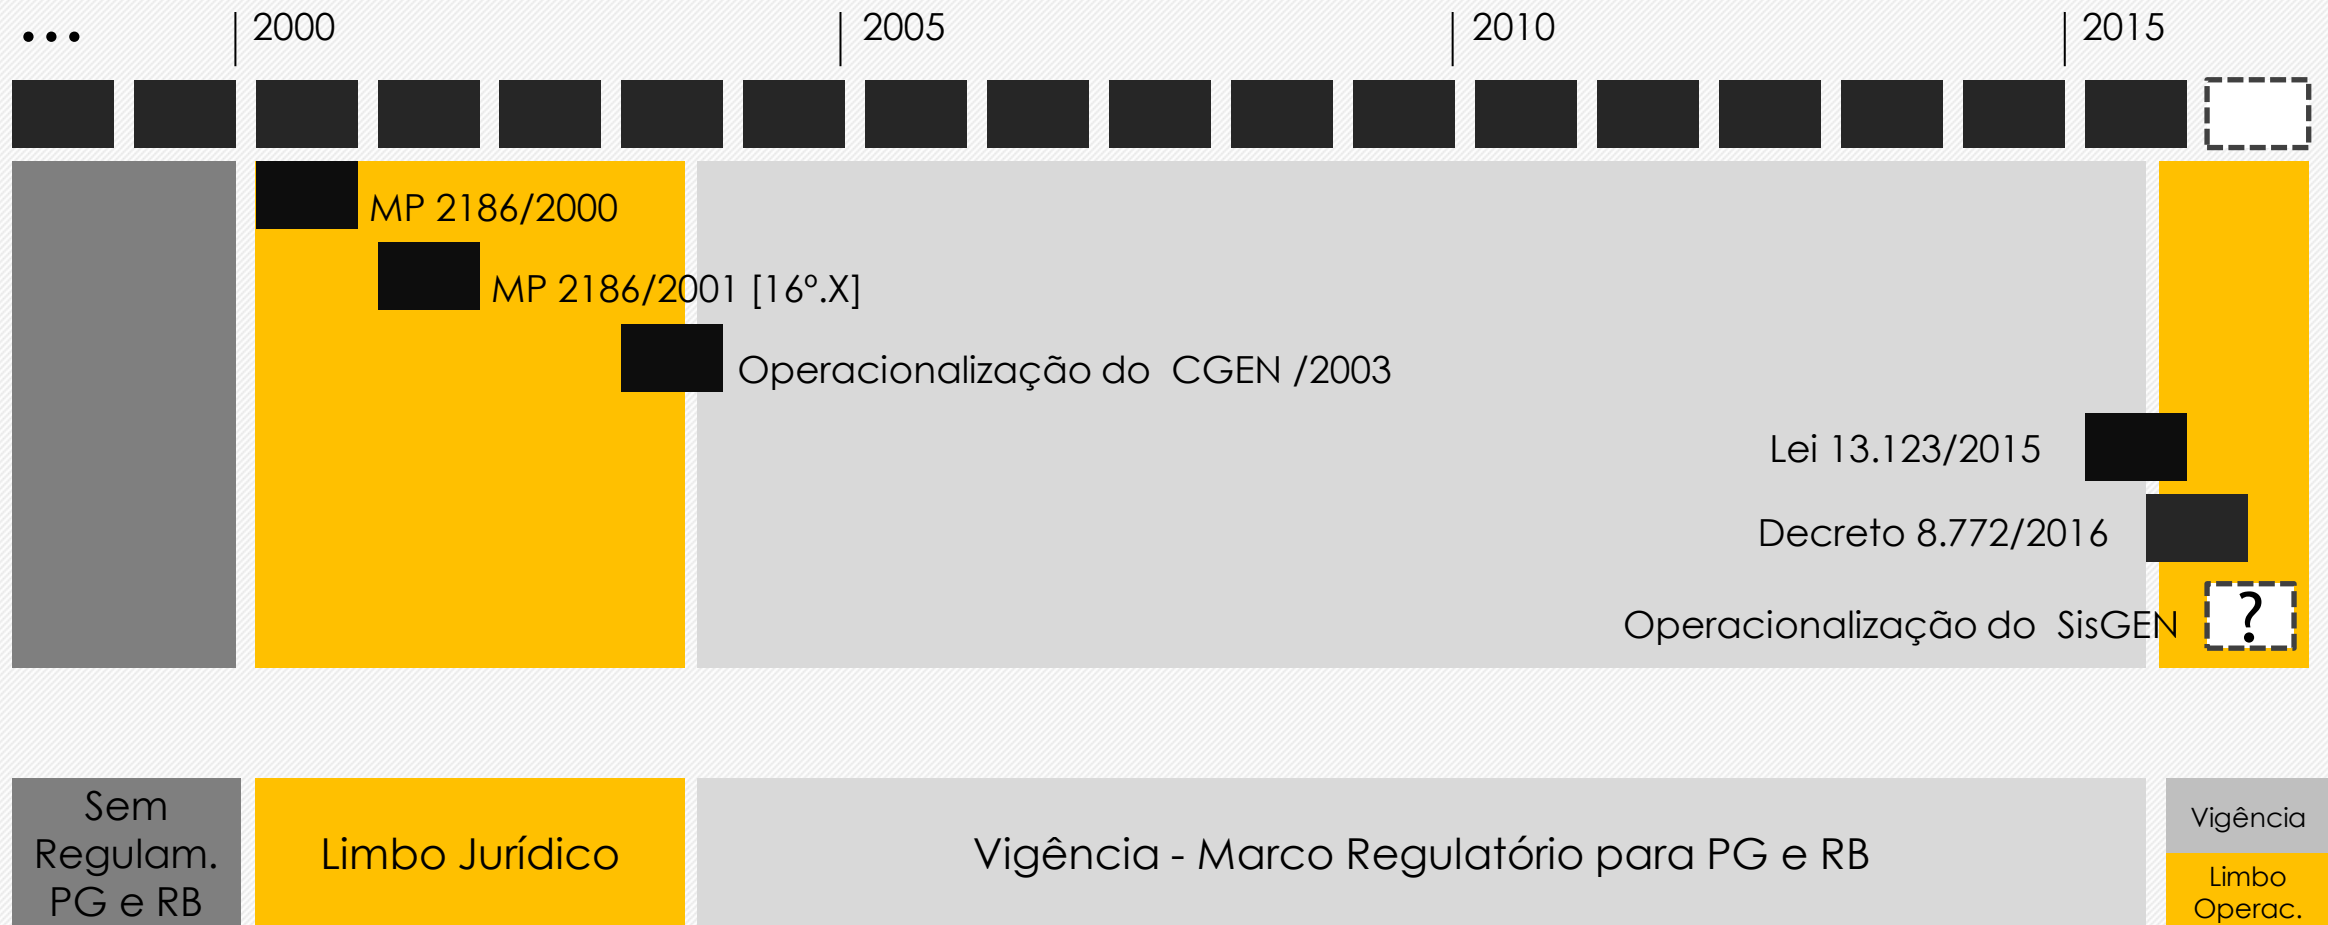 ...
2000
2005
2010
2015
MP 2186/2000
MP 2186/2001 [16º.X]
Operacionalização do CGEN /2003
Lei 13.123/2015
Decreto 8.772/2016
Operacionalização do SisGEN
?
Sem
Regulam.
PG e RB
Limbo Jurídico
Vigência - Marco Regulatório para PG e RB
Vigência
Limbo
Operac.